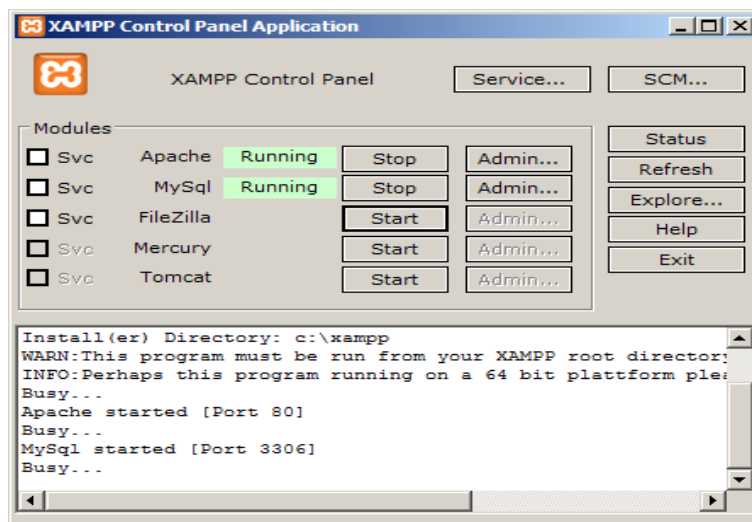 XAMPP Control Panel Application
XAMPP Control Panel Service... SCM...
Modules
Svc Apache Running Stop Admin...
Svc MySql Running Stop Admin...
Svc FileZilla Start Admin...
Svc Mercury Start Admin...
Svc Tomcat Start Admin...
Status
Refresh
Explore...
Help
Exit
Install(er) Directory: c:\xampp
WARN:This program must be run from your XAMPP root directory
INFO:Perhaps this program running on a 64 bit plattform plea
Busy...
Apache started [Port 80]
Busy...
MySql started [Port 3306]
Busy...